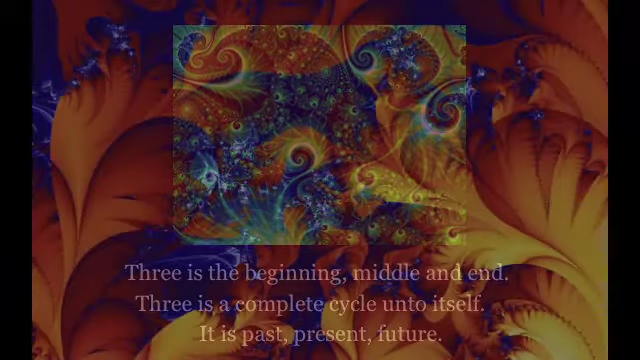 Three is the beginning, middle and end.
Three is a complete cycle unto itself.
It is past, present, future.